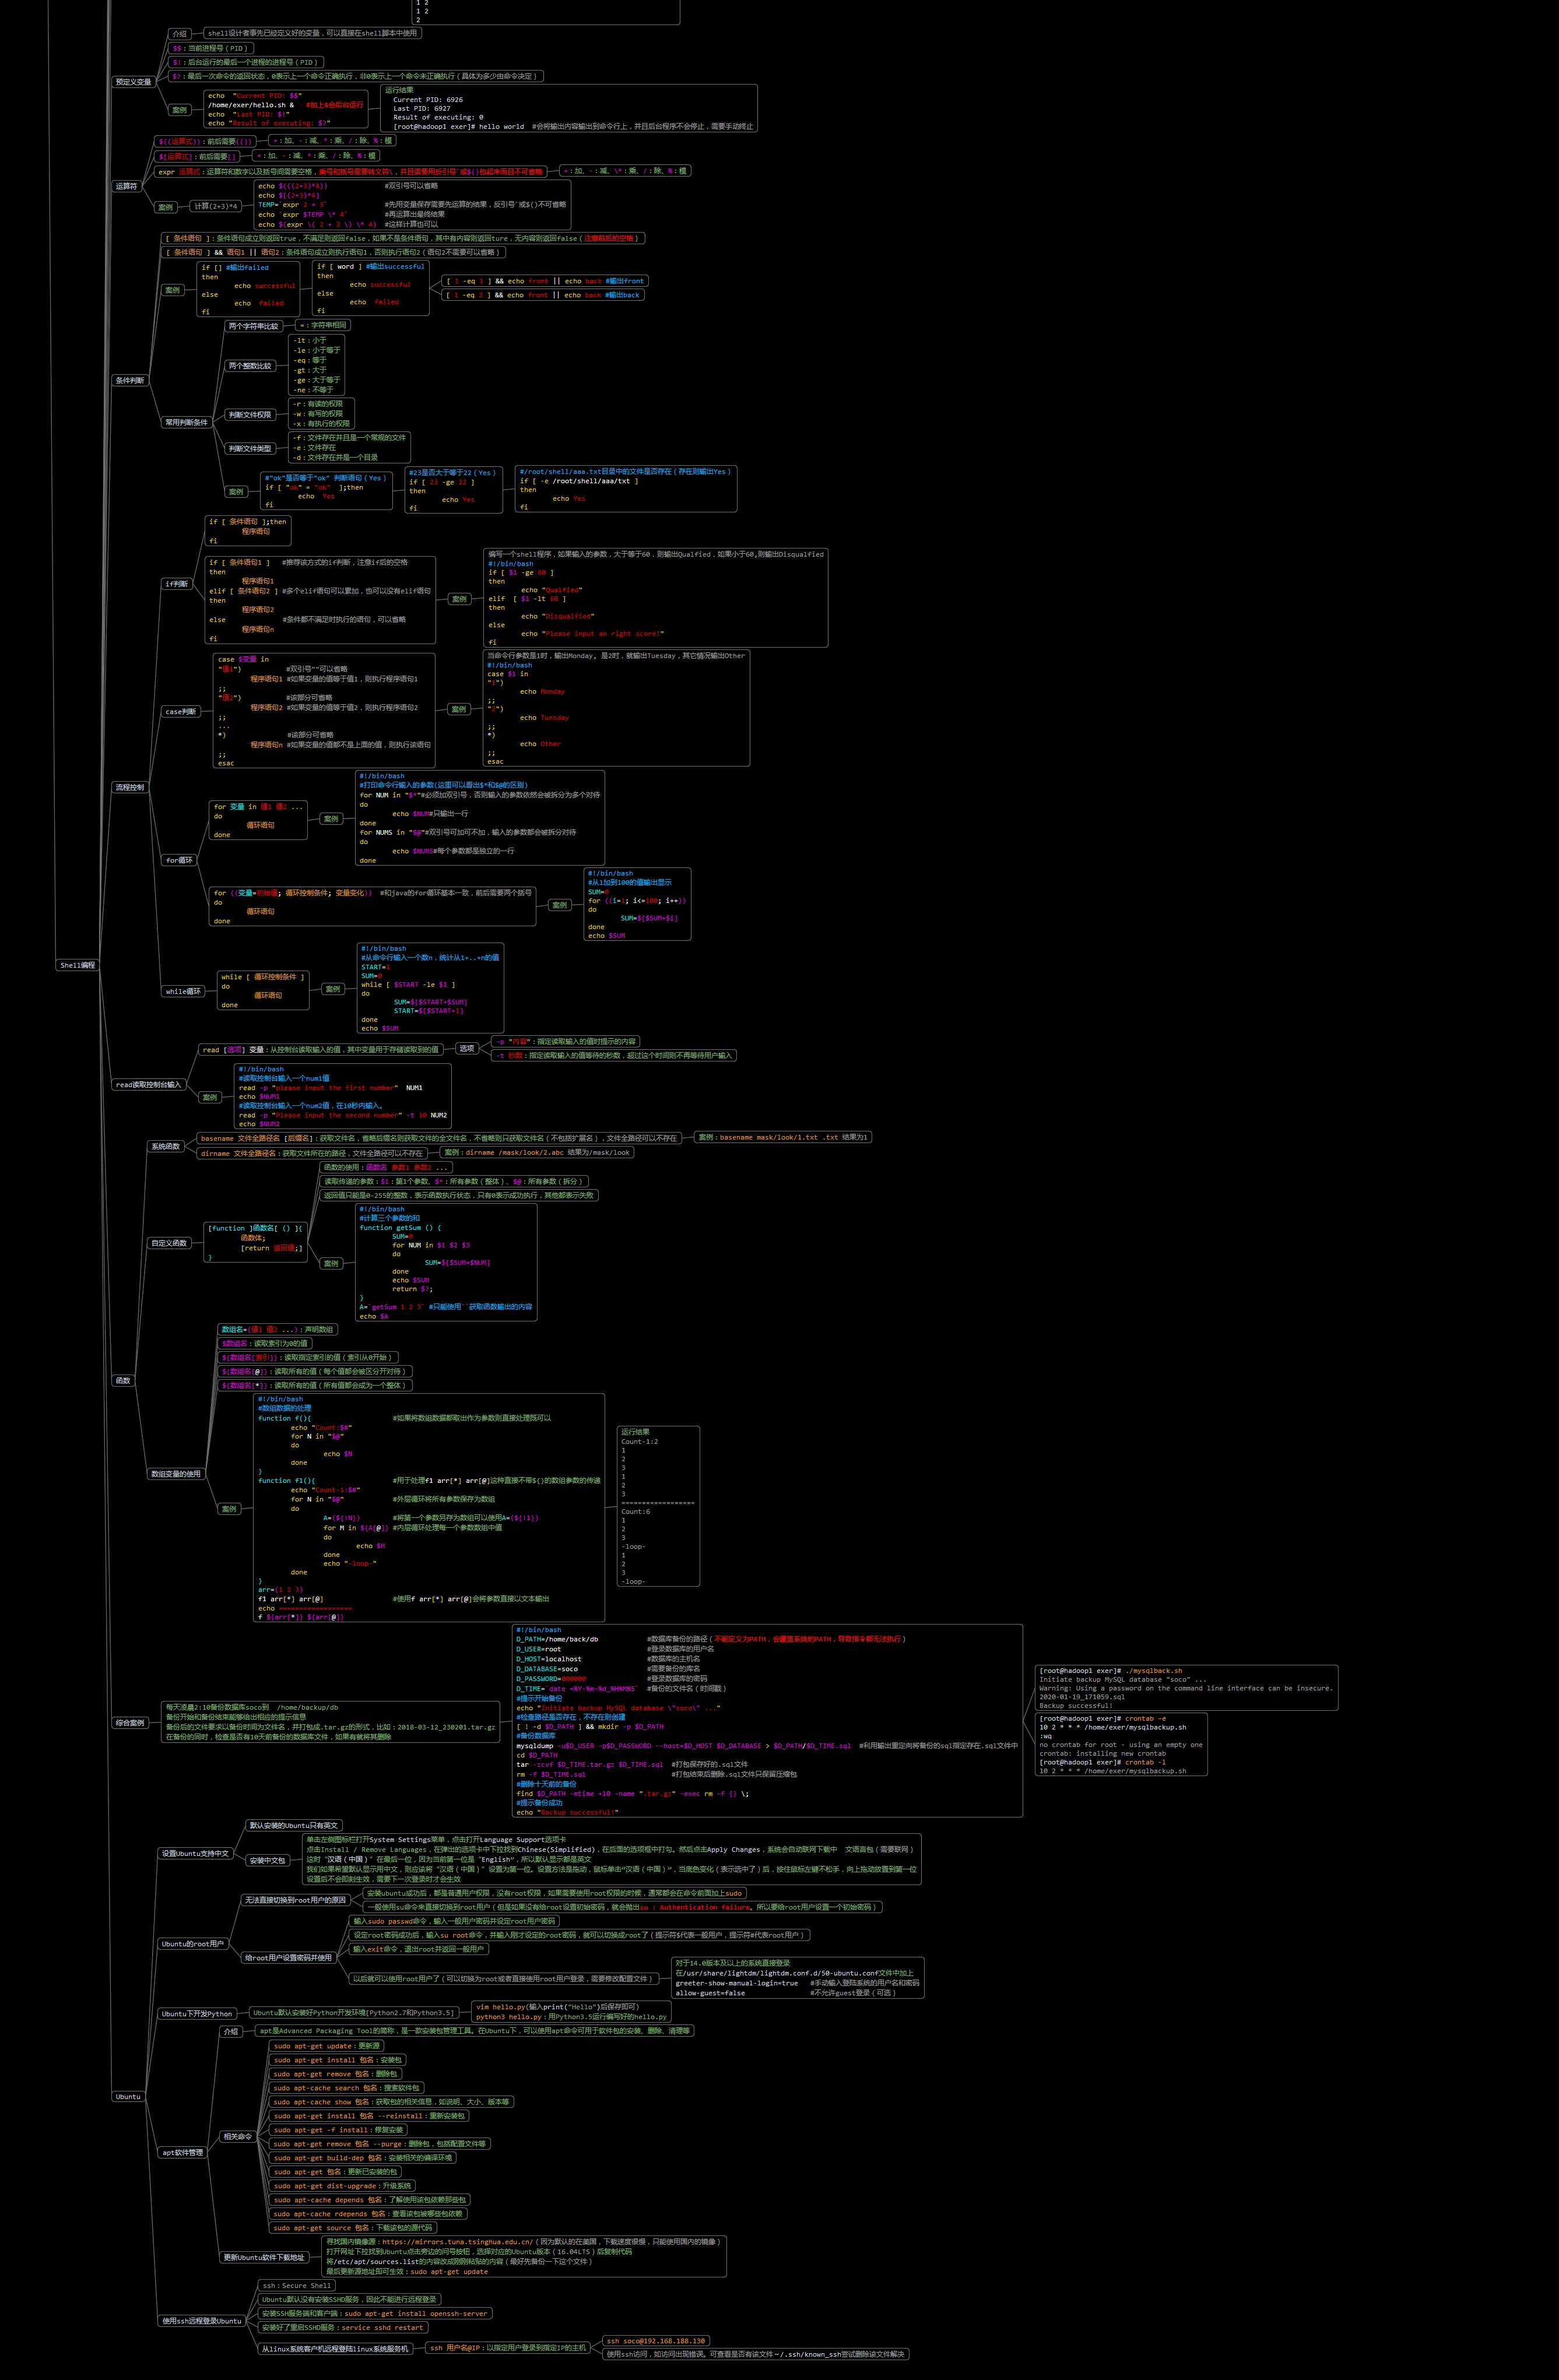 1 2
1 2
2
预定义变量
介绍
shell设计者事先已经定义好的变量，可以直接在shell脚本中使用
$$：当前进程号（PID）
$!：后台运行的最后一个进程的进程号（PID）
$?：最后一次命令的返回状态，0表示上一个命令正确执行，非0表示上一个命令未正确执行（具体为多少由命令决定）
案例
echo  "Current PID: $$"
/home/exer/hello.sh &   #加上&会后台运行
echo  "Last PID: $!"
echo "Result of executing: $?"
运行结果
Current PID: 6926
Last PID: 6927
Result of executing: 0
[root@hadoop1 exer]# hello world  #会将输出内容输出到命令行上，并且后台程序不会停止，需要手动终止
运算符
$((运算式))：前后需要(())
+：加、-：减、*：乘、/：除、%：模
$[运算式]：前后需要[]
+：加、-：减、*：乘、/：除、%：模
expr 运算式：运算符和数字以及括号间需要空格，乘号和括号需要转义符\，并且需要用反引号`或$()包裹来而且不可省略
+：加、-：减、\*：乘、/：除、%：模
案例
计算(2+3)*4
echo $(((2+3)*4))  #双引号可以省略
echo $[(2+3)*4]
TEMP=`expr 2 + 3`  #先用变量保存需要先运算的结果，反引号`或$()不可省略
echo `expr $TEMP \* 4`  #再运算出最终结果
echo $(expr \( 2 + 3 \) \* 4)  #这样计算也可以
条件判断
[ 条件语句 ]：条件语句成立则返回true，不满足则返回false，如果不是条件语句，其中有内容则返回ture，无内容则返回false（注意前后的空格）
[ 条件语句 ] && 语句1 || 语句2：条件语句成立则执行语句1，否则执行语句2（语句2不需要可以省略）
案例
if [] #输出failed
then
echo successful
else
echo  failed
fi
if [ word ] #输出successful
then
echo successful
else
echo  failed
fi
[ 1 -eq 1 ] && echo front || echo back #输出front
[ 1 -eq 2 ] && echo front || echo back #输出back
常用判断条件
两个字符串比较
=：字符串相同
两个整数比较
-lt：小于
-le：小于等于
-eq：等于
-gt：大于
-ge：大于等于
-ne：不等于
判断文件权限
-r：有读的权限
-w：有写的权限
-x：有执行的权限
判断文件类型
-f：文件存在并且是一个常规的文件
-e：文件存在
-d：文件存在并是一个目录
案例
#"ok"是否等于"ok" 判断语句（Yes）
if [ "ok" = "ok"  ];then
echo  Yes
fi
#23是否大于等于22（Yes）
if [ 23 -ge 22 ]
then
echo Yes
fi
#/root/shell/aaa.txt目录中的文件是否存在（存在则输出Yes）
if [ -e /root/shell/aaa/txt ]
then
echo Yes
fi
流程控制
if判断
if [ 条件语句 ];then
程序语句
fi
if [ 条件语句1 ]   #推荐该方式的if判断，注意if后的空格
then
程序语句1
elif [ 条件语句2 ] #多个elif语句可以累加，也可以没有elif语句
then
程序语句2
else  #条件都不满足时执行的语句，可以省略
程序语句n
fi
案例
编写一个shell程序，如果输入的参数，大于等于60，则输出Qualfied，如果小于60,则输出Disqualfied
#!/bin/bash
if [ $1 -ge 60 ]
then
echo "Qualfied"
elif  [ $1 -lt 60 ]
then
echo "Disqualfied"
else
echo "Please input an right score!"
fi
case判断
case $变量 in
"值1")  #双引号""可以省略
程序语句1 #如果变量的值等于值1，则执行程序语句1
;;
"值2")  #该部分可省略
程序语句2 #如果变量的值等于值2，则执行程序语句2
;;
...
*)  #该部分可省略
程序语句n #如果变量的值都不是上面的值，则执行该语句
;;
esac
案例
当命令行参数是1时，输出Monday, 是2时，就输出Tuesday, 其它情况输出Other
#!/bin/bash
case $1 in
"1")
echo Monday
;;
"2")
echo Tuesday
;;
*)
echo Other
;;
esac
for循环
for 变量 in 值1 值2 ...
do
循环语句
done
案例
#!/bin/bash
#打印命令行输入的参数(这里可以看出$*和$@的区别)
for NUM in "$*"#必须加双引号，否则输入的参数依然会被拆分为多个对待
do
echo $NUM#只输出一行
done
for NUMS in "$@"#双引号可加可不加，输入的参数都会被拆分对待
do
echo $NUMS#每个参数都是独立的一行
done
for ((变量=初始值; 循环控制条件; 变量变化))  #和java的for循环基本一致，前后需要两个括号
do
循环语句
done
案例
#!/bin/bash
#从1加到100的值输出显示
SUM=0
for ((i=1; i<=100; i++))
do
SUM=$[$SUM+$i]
done
echo $SUM
while循环
while [ 循环控制条件 ]
do
循环语句
done
案例
#!/bin/bash
#从命令行输入一个数n，统计从1+..+n的值
START=1
SUM=0
while [ $START -le $1 ]
do
SUM=$[$START+$SUM]
START=$[$START+1]
done
echo $SUM
Shell编程
read读取控制台输入
read [选项] 变量：从控制台读取输入的值，其中变量用于存储读取到的值
选项
-p "内容"：指定读取输入的值时提示的内容
-t 秒数：指定读取输入的值等待的秒数，超过这个时间则不再等待用户输入
案例
#!/bin/bash
#读取控制台输入一个num1值
read -p "please input the first number"  NUM1
echo $NUM1
#读取控制台输入一个num2值，在10秒内输入。
read -p "Please input the second number" -t 10 NUM2
echo $NUM2
函数
系统函数
basename 文件全路径名 [后缀名]：获取文件名，省略后缀名则获取文件的全文件名，不省略则只获取文件名（不包括扩展名），文件全路径可以不存在
案例：basename mask/look/1.txt .txt 结果为1
dirname 文件全路径名：获取文件所在的路径，文件全路径可以不存在
案例：dirname /mask/look/2.abc 结果为/mask/look
自定义函数
[function ]函数名[ () ]{
函数体;
[return 返回值;]
}
函数的使用：函数名 参数1 参数2 ...
读取传递的参数：$1：第1个参数、$*：所有参数（整体）、$@：所有参数（拆分）
返回值只能是0-255的整数，表示函数执行状态，只有0表示成功执行，其他都表示失败
案例
#!/bin/bash
#计算三个参数的和
function getSum () {
SUM=0
for NUM in $1 $2 $3
do
SUM=$[$SUM+$NUM]
done
echo $SUM
return $?;
}
A=`getSum 1 2 3` #只能使用``获取函数输出的内容
echo $A
数组变量的使用
数组名=(值1 值2 ...)：声明数组
$数组名：读取索引为0的值
${数组名[索引]}：读取指定索引的值（索引从0开始）
${数组名[@]}：读取所有的值（每个值都会被区分开对待）
${数组名[*]}：读取所有的值（所有值都会成为一个整体）
案例
#!/bin/bash
#数组数据的处理
function f(){  #如果将数组数据都取出作为参数则直接处理既可以
echo "Count:$#"
for N in "$@"
do
echo $N
done
}
function f1(){  #用于处理f1 arr[*] arr[@]这种直接不带${}的数组参数的传递
echo "Count-1:$#"
for N in "$@"  #外层循环将所有参数保存为数组
do
A=(${!N})  #将第一个参数另存为数组可以使用A=(${!1})
for M in ${A[@]} #内层循环处理每一个参数数组中值
do
echo $M
done
echo "-loop-"
done
}
arr=(1 2 3)
f1 arr[*] arr[@]  #使用f arr[*] arr[@]会将参数直接以文本输出
echo ==================
f ${arr[*]} ${arr[@]}
运行结果
Count-1:2
1
2
3
1
2
3
==================
Count:6
1
2
3
-loop-
1
2
3
-loop-
综合案例
每天凌晨2:10备份数据库soco到  /home/backup/db
备份开始和备份结束能够给出相应的提示信息
备份后的文件要求以备份时间为文件名，并打包成.tar.gz的形式，比如：2018-03-12_230201.tar.gz
在备份的同时，检查是否有10天前备份的数据库文件，如果有就将其删除
#!/bin/bash
D_PATH=/home/back/db  #数据库备份的路径（不能定义为PATH，会覆盖系统的PATH，导致指令都无法执行）
D_USER=root  #登录数据库的用户名
D_HOST=localhost  #数据库的主机名
D_DATABASE=soco  #需要备份的库名
D_PASSWORD=000000  #登录数据库的密码
D_TIME=`date +%Y-%m-%d_%H%M%S`  #备份的文件名（时间戳）
#提示开始备份
echo "Initiate backup MySQL database \"soco\" ..."
#检查路径是否存在，不存在则创建
[ ! -d $D_PATH ] && mkdir -p $D_PATH
#备份数据库
mysqldump -u$D_USER -p$D_PASSWORD --host=$D_HOST $D_DATABASE > $D_PATH/$D_TIME.sql  #利用输出重定向将备份的sql指定存在.sql文件中
cd $D_PATH
tar -zcvf $D_TIME.tar.gz $D_TIME.sql  #打包保存好的.sql文件
rm -f $D_TIME.sql  #打包结束后删除.sql文件只保留压缩包
#删除十天前的备份
find $D_PATH -mtime +10 -name "*.tar.gz" -exec rm -f {} \;
#提示备份成功
echo "Backup successful!"
[root@hadoop1 exer]# ./mysqlback.sh
Initiate backup MySQL database "soco" ...
Warning: Using a password on the command line interface can be insecure.
2020-01-19_171059.sql
Backup successful!
[root@hadoop1 exer]# crontab -e
10 2 * * * /home/exer/mysqlbackup.sh
:wq
no crontab for root - using an empty one
crontab: installing new crontab
[root@hadoop1 exer]# crontab -l
10 2 * * * /home/exer/mysqlbackup.sh
Ubuntu
设置Ubuntu支持中文
默认安装的Ubuntu只有英文
安装中文包
单击左侧图标栏打开System Settings菜单，点击打开Language Support选项卡
点击Install / Remove Languages，在弹出的选项卡中下拉找到Chinese(Simplified)，在后面的选项框中打勾。然后点击Apply Changes，系统会自动联网下载中  文语言包（需要联网）
这时"汉语（中国）"在最后一位，因为当前第一位是"English"，所以默认显示都是英文
我们如果希望默认显示用中文，则应该将"汉语（中国）"设置为第一位。设置方法是拖动，鼠标单击"汉语（中国）"，当底色变化（表示选中了）后，按住鼠标左键不松手，向上拖动放置到第一位
设置后不会即刻生效，需要下一次登录时才会生效
Ubuntu的root用户
无法直接切换到root用户的原因
安装ubuntu成功后，都是普通用户权限，没有root权限，如果需要使用root权限的时候，通常都会在命令前面加上sudo
一般使用su命令来直接切换到root用户（但是如果没有给root设置初始密码，就会抛出su : Authentication failure，所以要给root用户设置一个初始密码）
给root用户设置密码并使用
输入sudo passwd命令，输入一般用户密码并设定root用户密码
设定root密码成功后，输入su root命令，并输入刚才设定的root密码，就可以切换成root了（提示符$代表一般用户，提示符#代表root用户）
输入exit命令，退出root并返回一般用户
以后就可以使用root用户了（可以切换为root或者直接使用root用户登录，需要修改配置文件）
对于14.0版本及以上的系统直接登录
在/usr/share/lightdm/lightdm.conf.d/50-ubuntu.conf文件中加上
greeter-show-manual-login=true   #手动输入登陆系统的用户名和密码
allow-guest=false  #不允许guest登录（可选）
Ubuntu下开发Python
Ubuntu默认安装好Python开发环境[Python2.7和Python3.5]
vim hello.py(输入print("Hello")后保存即可)
python3 hello.py：用Python3.5运行编写好的hello.py
apt软件管理
介绍
apt是Advanced Packaging Tool的简称，是一款安装包管理工具。在Ubuntu下，可以使用apt命令可用于软件包的安装、删除、清理等
相关命令
sudo apt-get update：更新源
sudo apt-get install 包名：安装包
sudo apt-get remove 包名：删除包
sudo apt-cache search 包名：搜索软件包
sudo apt-cache show 包名：获取包的相关信息，如说明、大小、版本等
sudo apt-get install 包名 --reinstall：重新安装包
sudo apt-get -f install：修复安装
sudo apt-get remove 包名 --purge：删除包，包括配置文件等
sudo apt-get build-dep 包名：安装相关的编译环境
sudo apt-get 包名：更新已安装的包
sudo apt-get dist-upgrade：升级系统
sudo apt-cache depends 包名：了解使用该包依赖那些包
sudo apt-cache rdepends 包名：查看该包被哪些包依赖
sudo apt-get source 包名：下载该包的源代码
更新Ubuntu软件下载地址
寻找国内镜像源：https://mirrors.tuna.tsinghua.edu.cn/（因为默认的在美国，下载速度很慢，只能使用国内的镜像）
打开网址下拉找到Ubuntu点击旁边的问号按钮，选择对应的Ubuntu版本（16.04LTS）后复制代码
将/etc/apt/sources.list的内容改成刚刚粘贴的内容（最好先备份一下这个文件）
最后更新源地址即可生效：sudo apt-get update
使用ssh远程登录Ubuntu
ssh：Secure Shell
Ubuntu默认没有安装SSHD服务，因此不能进行远程登录
安装SSH服务端和客户端：sudo apt-get install openssh-server
安装好了重启SSHD服务：service sshd restart
从linux系统客户机远程登陆linux系统服务机
ssh 用户名@IP：以指定用户登录到指定IP的主机
ssh soco@192.168.188.130
使用ssh访问，如访问出现错误。可查看是否有该文件～/.ssh/known_ssh尝试删除该文件解决